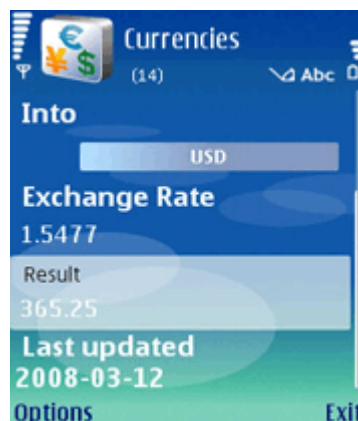 Currencies
(14)
Abc
Into
USD
Exchange Rate
1.5477
Result
365.25
Last updated
2008-03-12
Options
Exit